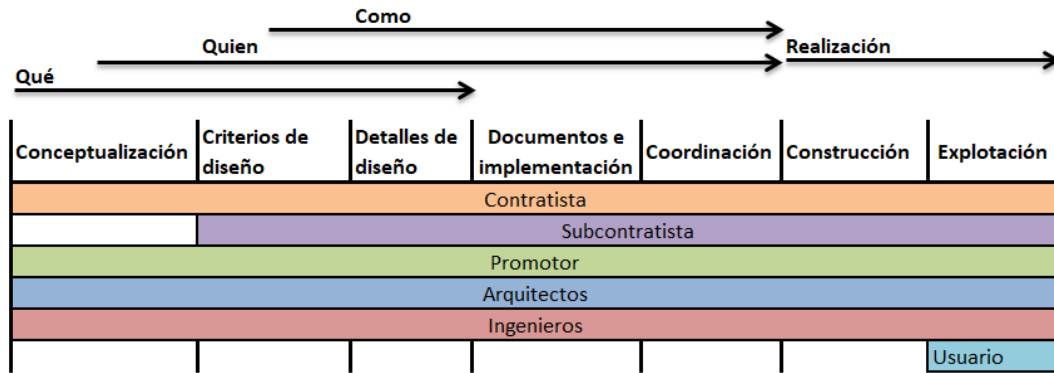 Como
Quien
Realización
Qué
Conceptualización
Criterios de
diseño
Detalles de
diseño
Documentos e
implementación
Coordinación
Construcción
Explotación
Contratista
Subcontratista
Promotor
Arquitectos
Ingenieros
Usuario